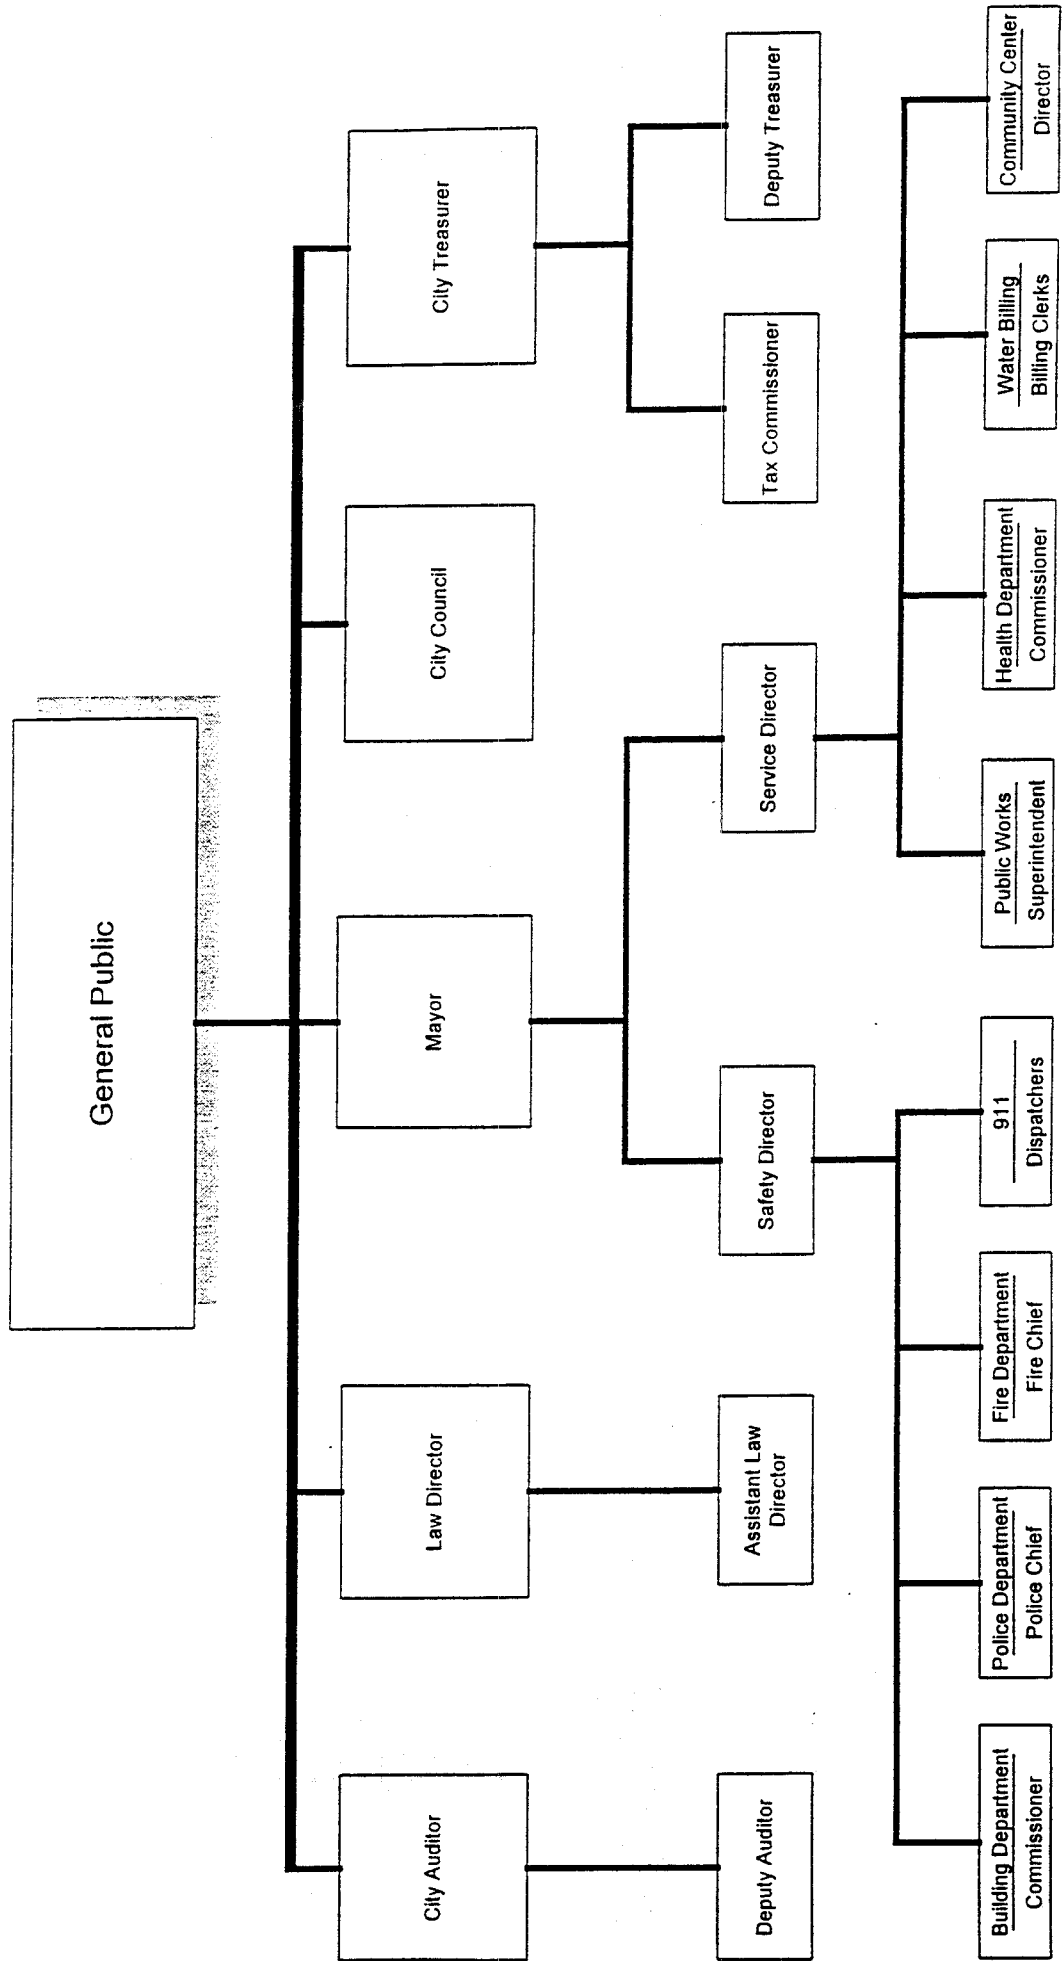 General Public
City Auditor
Law Director
Mayor
City Council
City Treasurer
Deputy Auditor
Assistant Law
Director
Safety Director
Service Director
Tax Commissioner
Deputy Treasurer
Building Department
Commissioner
Police Department
Police Chief
Fire Department
Fire Chief
911
Dispatchers
Public Works
Superintendent
Health Department
Commissioner
Water Billing
Billing Clerks
Community Center
Director